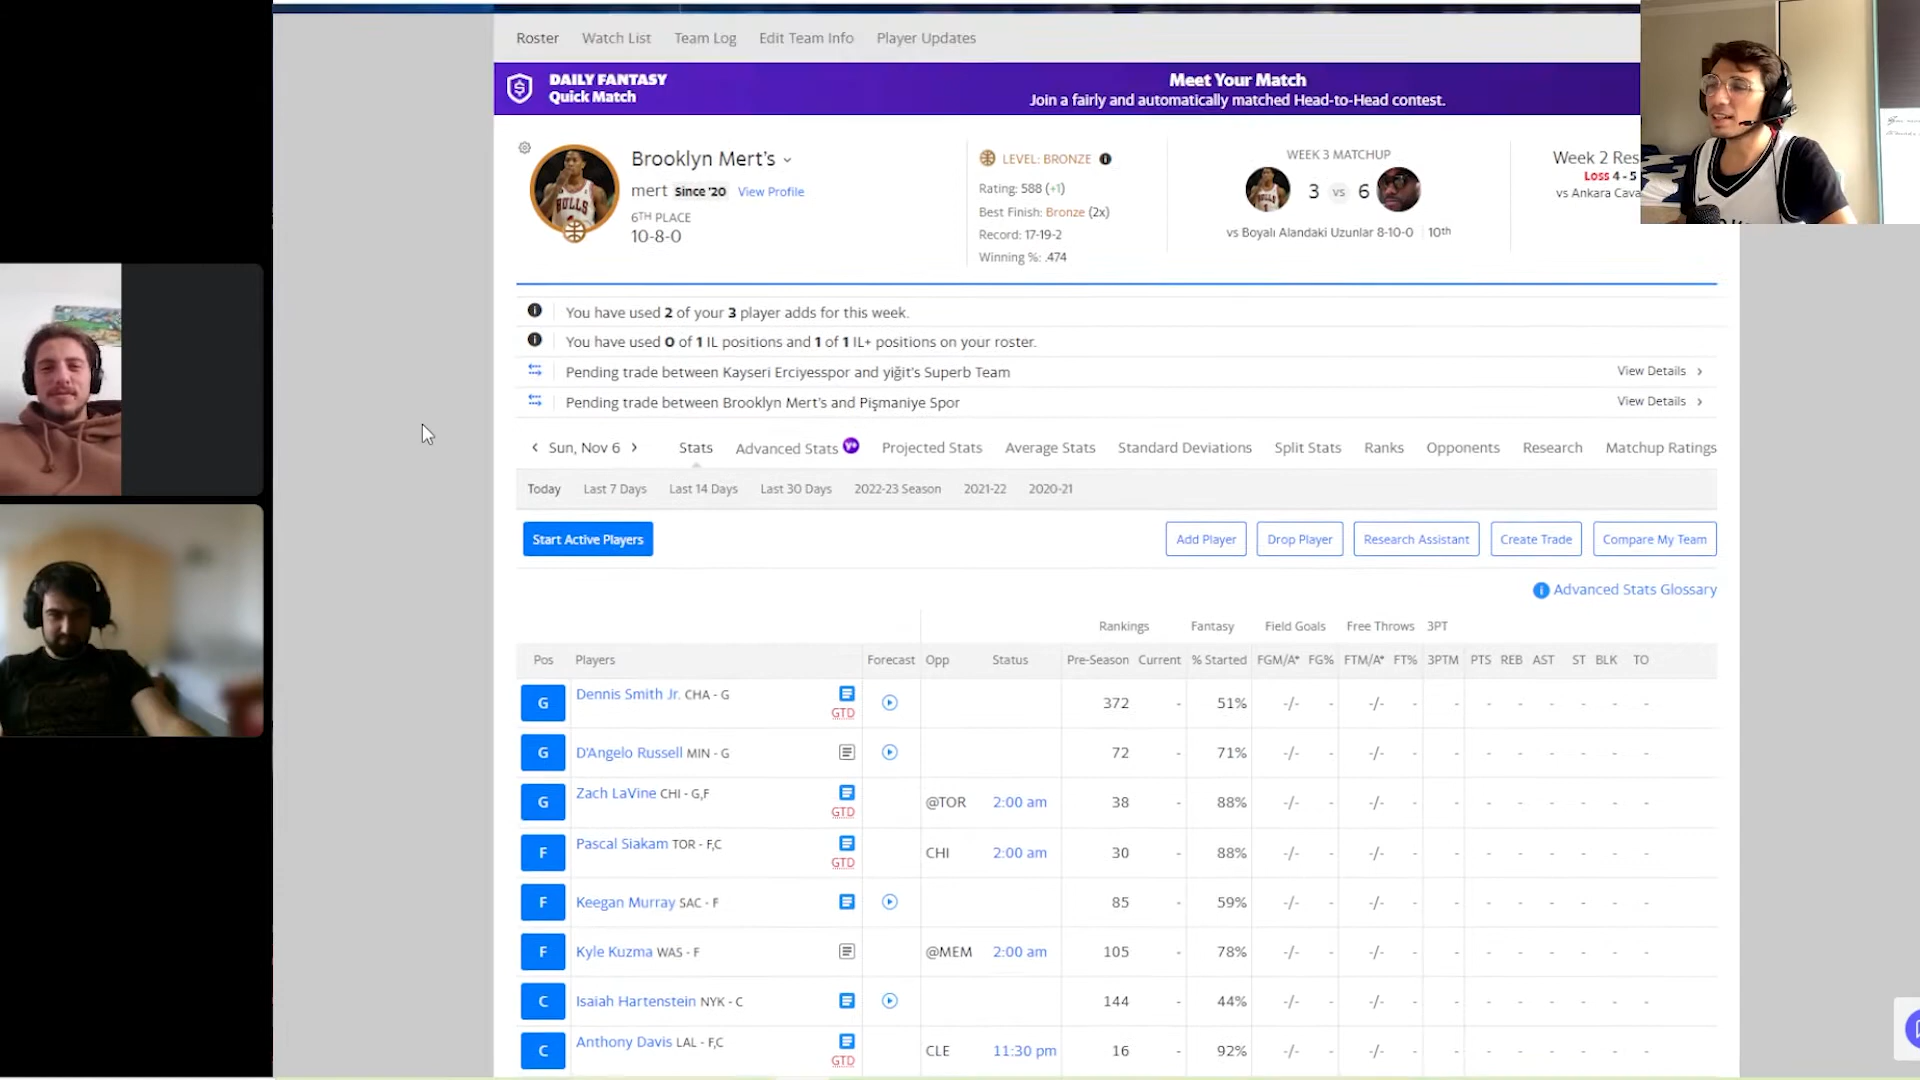 Roster Watch List Team Log Edit Team Info Player Updates
DAILY FANTASY
Quick Match
Meet Your Match
Join a fairly and automatically matched Head-to-Head contest.
Brooklyn Mert's
mert Since '20 View Profile
6TH PLACE
10-8-0
BULLS
LEVEL: BRONZE
Rating: 588 (+1)
Best Finish: Bronze (2x)
Record: 17-19-2
Winning %: .474
WEEK 3 MATCHUP
3 vs 6
vs Boyalı Alandaki Uzunlar 8-10-0 10th
Week 2 Res
Loss 4 - 5
vs Ankara Cava
You have used 2 of your 3 player adds for this week.
You have used 0 of 1 IL positions and 1 of 1 IL+ positions on your roster.
Pending trade between Kayseri Erciyesspor and yiğit's Superb Team View Details
Pending trade between Brooklyn Mert's and Pişmaniye Spor View Details
Sun, Nov 6 Stats Advanced Stats Y+ Projected Stats Average Stats Standard Deviations Split Stats Ranks Opponents Research Matchup Ratings
Today Last 7 Days Last 14 Days Last 30 Days 2022-23 Season 2021-22 2020-21
Start Active Players Add Player Drop Player Research Assistant Create Trade Compare My Team
Advanced Stats Glossary
Rankings Fantasy Field Goals Free Throws 3PT
Pos Players Forecast Opp Status Pre-Season Current % Started FGM/A* FG% FTM/A* FT% 3PTM PTS REB AST ST BLK TO
G Dennis Smith Jr. CHA - G GTD 372 - 51% -/- - -/- - - - - - - - -
G D'Angelo Russell MIN - G 72 - 71% -/- - -/- - - - - - - - -
G Zach LaVine CHI - G,F GTD @TOR 2:00 am 38 - 88% -/- - -/- - - - - - - - -
F Pascal Siakam TOR - F,C GTD CHI 2:00 am 30 - 88% -/- - -/- - - - - - - - -
F Keegan Murray SAC - F 85 - 59% -/- - -/- - - - - - - - -
F Kyle Kuzma WAS - F @MEM 2:00 am 105 - 78% -/- - -/- - - - - - - - -
C Isaiah Hartenstein NYK - C 144 - 44% -/- - -/- - - - - - - - -
C Anthony Davis LAL - F,C GTD CLE 11:30 pm 16 - 92% -/- - -/- - - - - - - - -